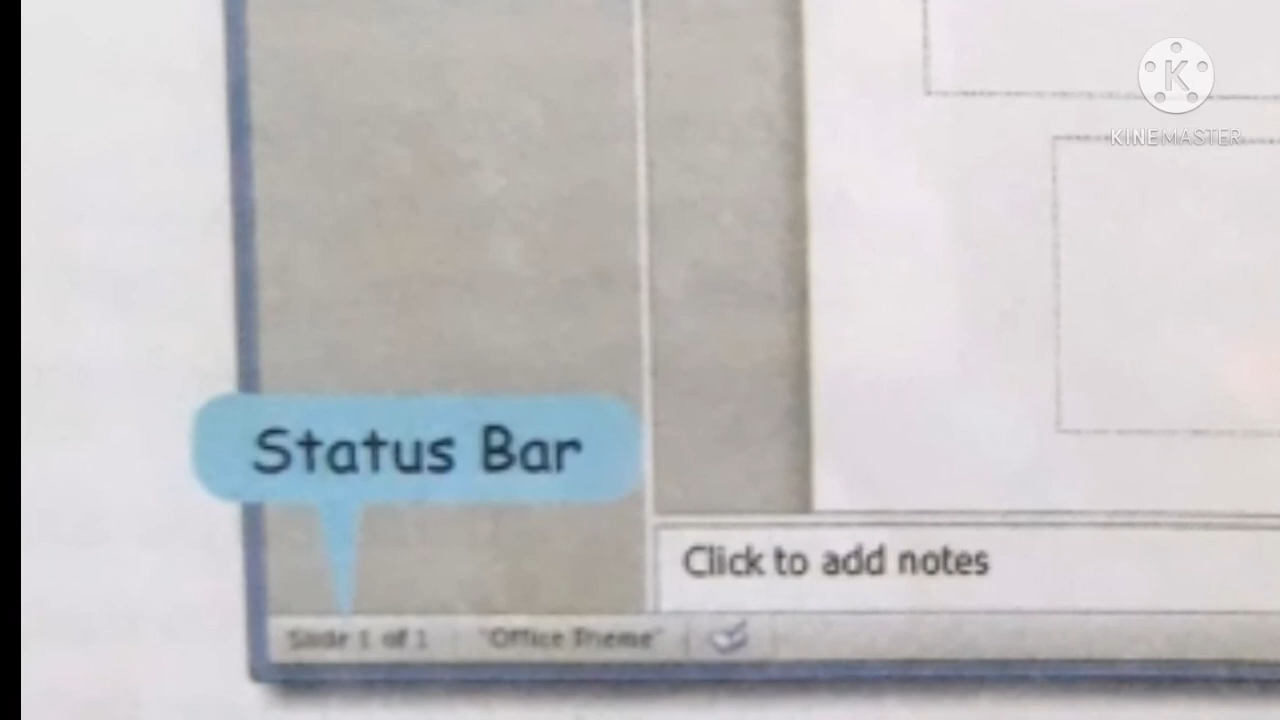 KINEMASTER
Status Bar
Click to add notes
Slide 1 of 1 "Office Theme"